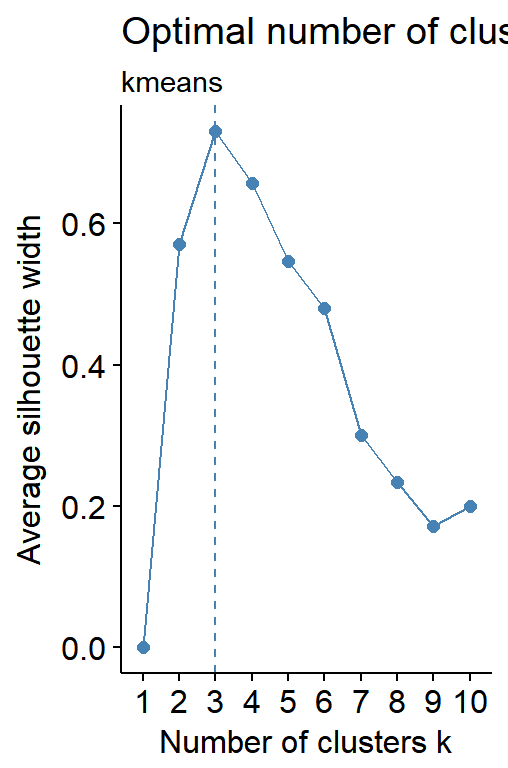 Optimal number of clus
kmeans
Average silhouette width
0.6
0.4
0.2
0.0
1 2 3 4 5 6 7 8 9 10
Number of clusters k